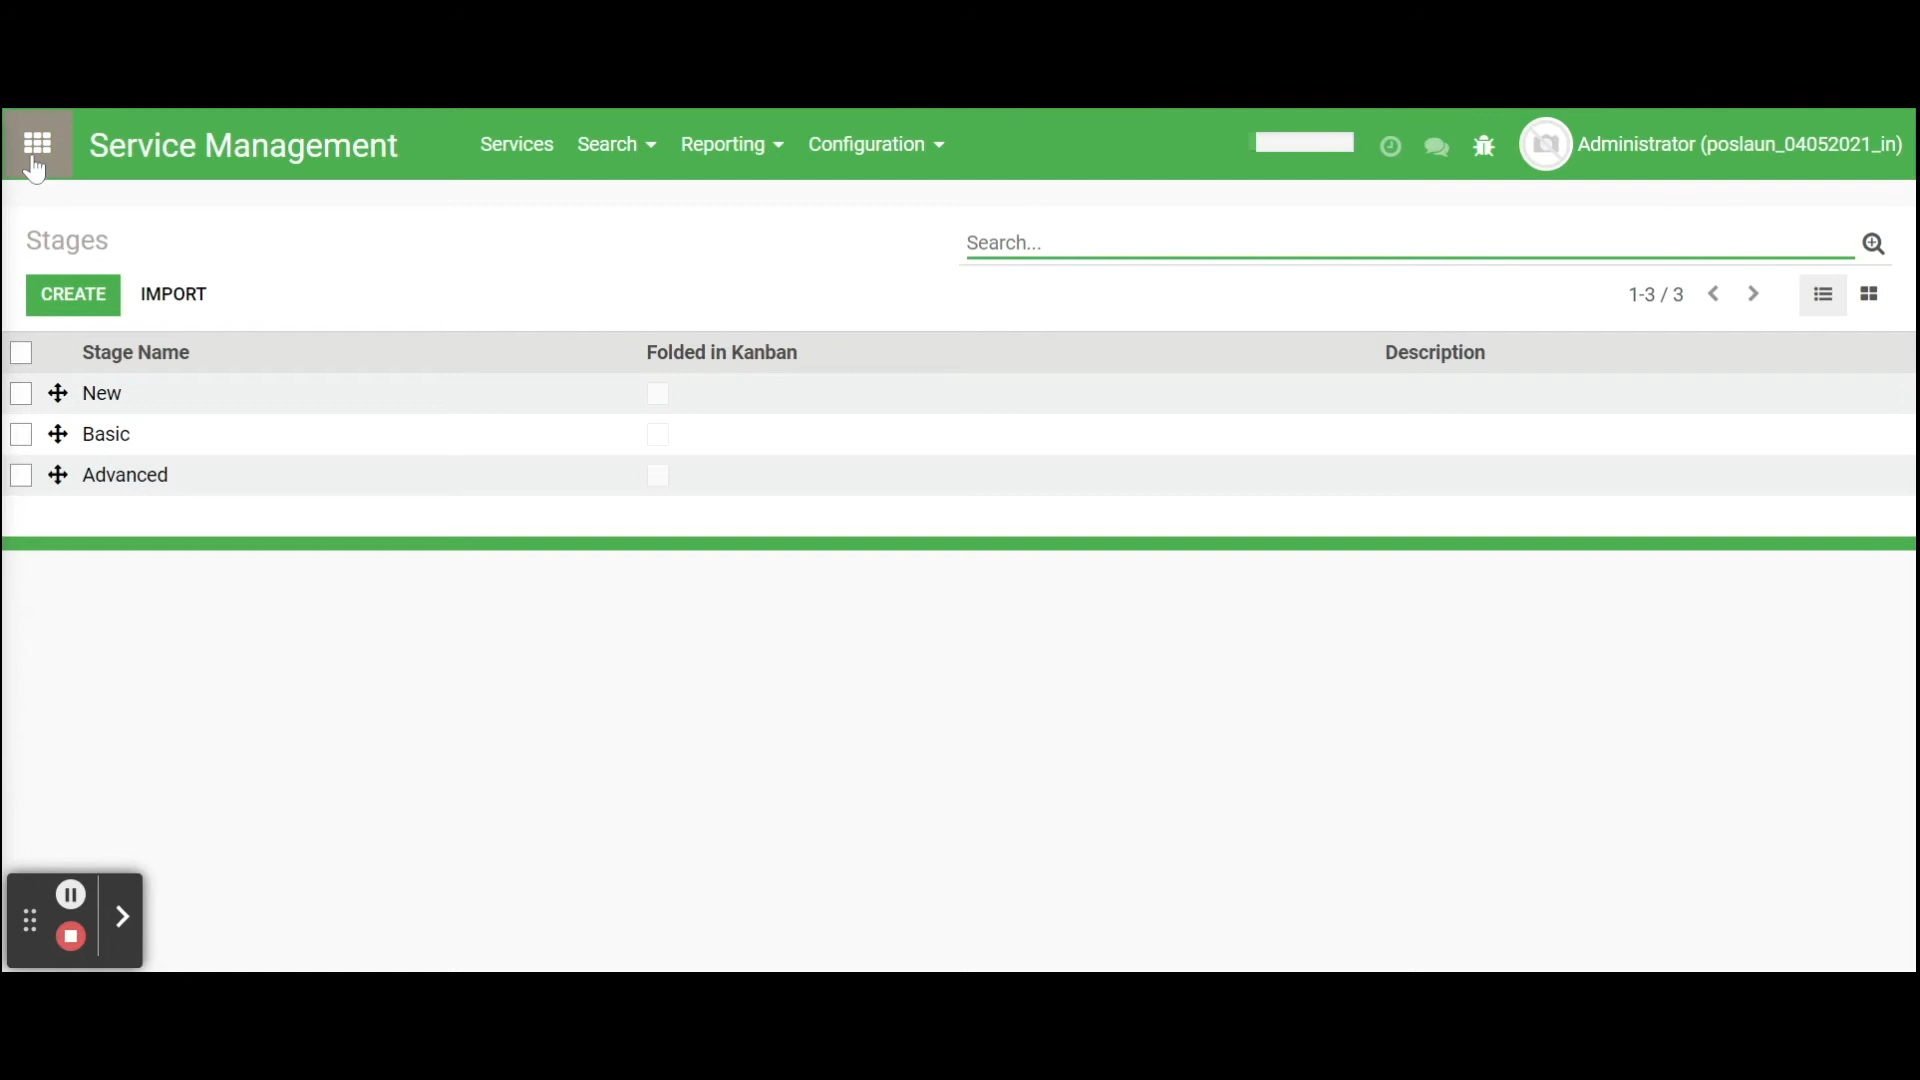 Service Management
Services Search Reporting Configuration
Administrator (poslaun_04052021_in)
Stages
Search...
CREATE IMPORT
1-3 / 3
Stage Name Folded in Kanban Description
New
Basic
Advanced